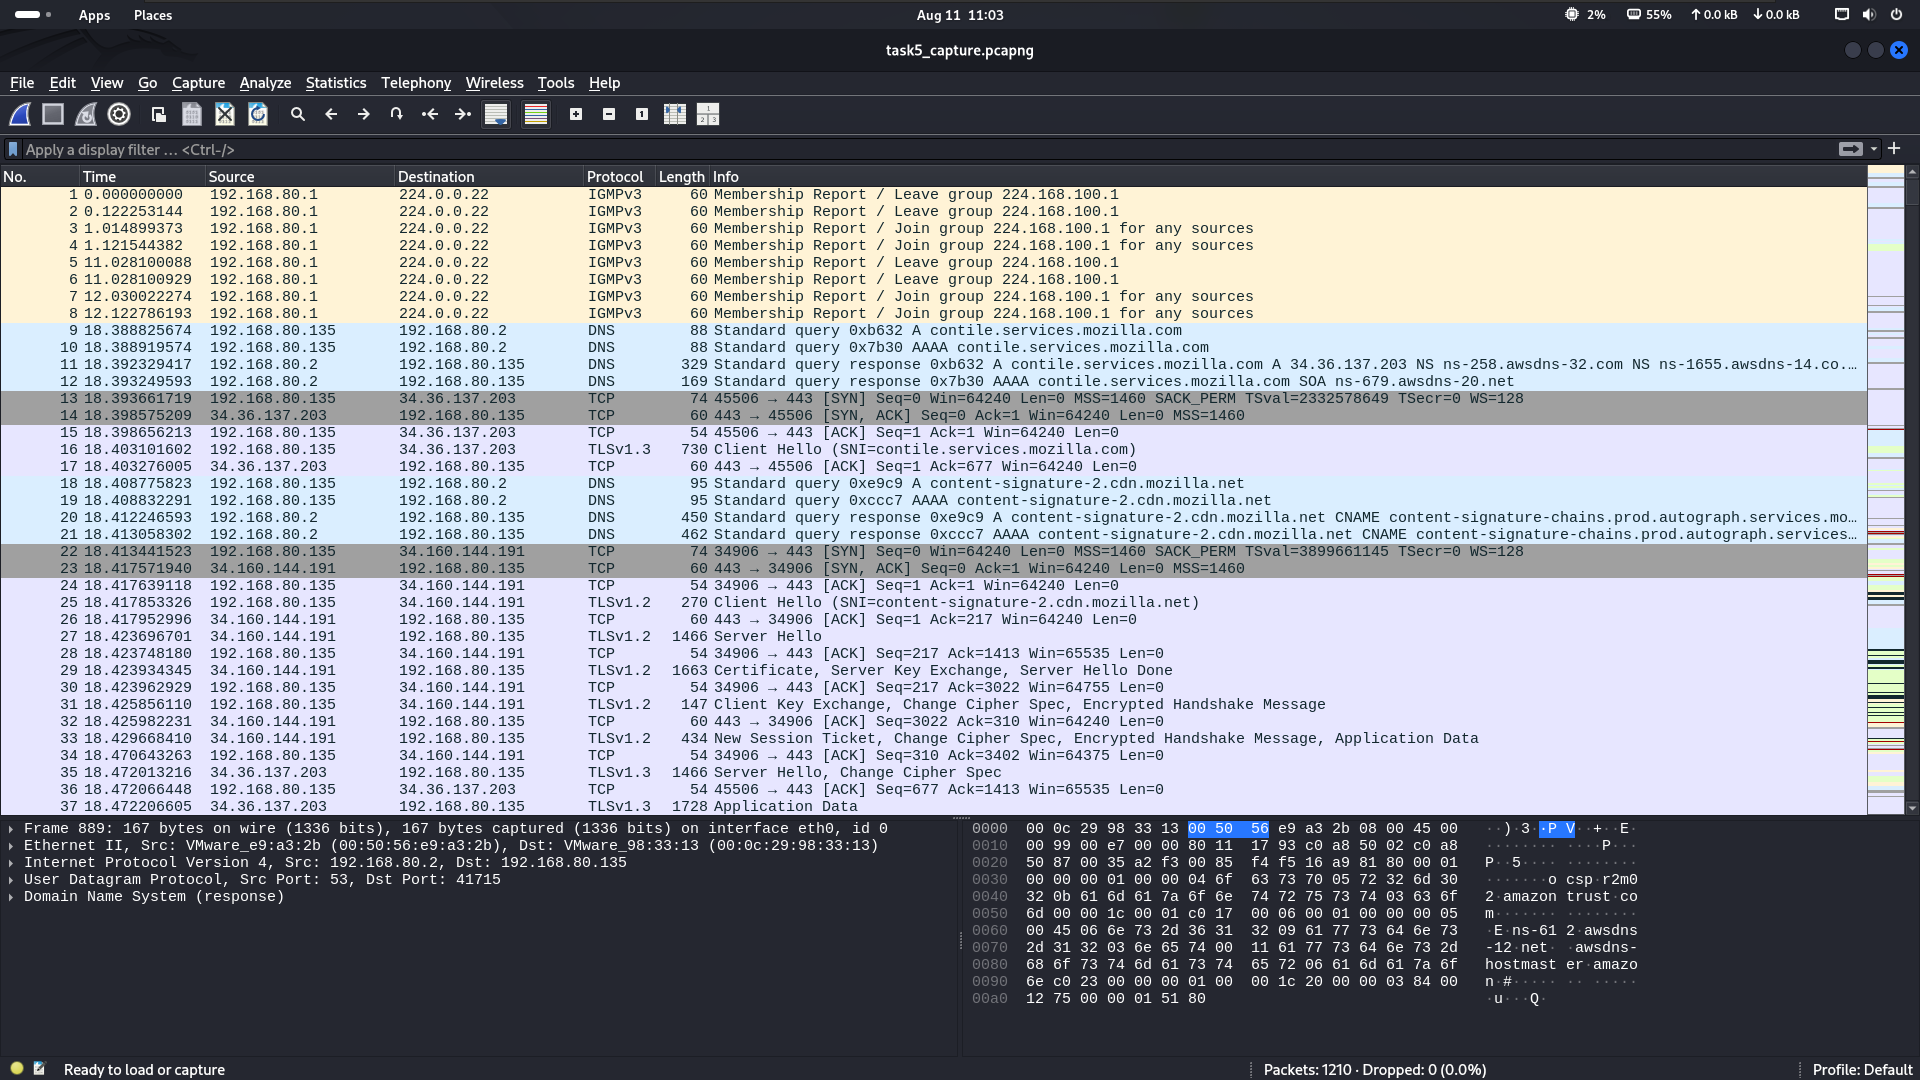 Apps Places Aug 11 11:03 2% 55% 0.0 kB 0.0 kB
task5_capture.pcapng
File Edit View Go Capture Analyze Statistics Telephony Wireless Tools Help
Apply a display filter … <Ctrl-/>
No. Time Source Destination Protocol Length Info
1 0.000000000 192.168.80.1 224.0.0.22 IGMPv3 60 Membership Report / Leave group 224.168.100.1
2 0.122253144 192.168.80.1 224.0.0.22 IGMPv3 60 Membership Report / Leave group 224.168.100.1
3 1.014899373 192.168.80.1 224.0.0.22 IGMPv3 60 Membership Report / Join group 224.168.100.1 for any sources
4 1.121544382 192.168.80.1 224.0.0.22 IGMPv3 60 Membership Report / Join group 224.168.100.1 for any sources
5 11.028100088 192.168.80.1 224.0.0.22 IGMPv3 60 Membership Report / Leave group 224.168.100.1
6 11.028100929 192.168.80.1 224.0.0.22 IGMPv3 60 Membership Report / Leave group 224.168.100.1
7 12.030022274 192.168.80.1 224.0.0.22 IGMPv3 60 Membership Report / Join group 224.168.100.1 for any sources
8 12.122786193 192.168.80.1 224.0.0.22 IGMPv3 60 Membership Report / Join group 224.168.100.1 for any sources
9 18.388825674 192.168.80.135 192.168.80.2 DNS 88 Standard query 0xb632 A contile.services.mozilla.com
10 18.388919574 192.168.80.135 192.168.80.2 DNS 88 Standard query 0x7b30 AAAA contile.services.mozilla.com
11 18.392329417 192.168.80.2 192.168.80.135 DNS 329 Standard query response 0xb632 A contile.services.mozilla.com A 34.36.137.203 NS ns-258.awsdns-32.com NS ns-1655.awsdns-14.co.…
12 18.393249593 192.168.80.2 192.168.80.135 DNS 169 Standard query response 0x7b30 AAAA contile.services.mozilla.com SOA ns-679.awsdns-20.net
13 18.393661719 192.168.80.135 34.36.137.203 TCP 74 45506 → 443 [SYN] Seq=0 Win=64240 Len=0 MSS=1460 SACK_PERM TSval=2332578649 TSecr=0 WS=128
14 18.398575209 34.36.137.203 192.168.80.135 TCP 60 443 → 45506 [SYN, ACK] Seq=0 Ack=1 Win=64240 Len=0 MSS=1460
15 18.398656213 192.168.80.135 34.36.137.203 TCP 54 45506 → 443 [ACK] Seq=1 Ack=1 Win=64240 Len=0
16 18.403101602 192.168.80.135 34.36.137.203 TLSv1.3 730 Client Hello (SNI=contile.services.mozilla.com)
17 18.403276005 34.36.137.203 192.168.80.135 TCP 60 443 → 45506 [ACK] Seq=1 Ack=677 Win=64240 Len=0
18 18.408775823 192.168.80.135 192.168.80.2 DNS 95 Standard query 0xe9c9 A content-signature-2.cdn.mozilla.net
19 18.408832291 192.168.80.135 192.168.80.2 DNS 95 Standard query 0xccc7 AAAA content-signature-2.cdn.mozilla.net
20 18.412246593 192.168.80.2 192.168.80.135 DNS 450 Standard query response 0xe9c9 A content-signature-2.cdn.mozilla.net CNAME content-signature-chains.prod.autograph.services.mo…
21 18.413058302 192.168.80.2 192.168.80.135 DNS 462 Standard query response 0xccc7 AAAA content-signature-2.cdn.mozilla.net CNAME content-signature-chains.prod.autograph.services…
22 18.413441523 192.168.80.135 34.160.144.191 TCP 74 34906 → 443 [SYN] Seq=0 Win=64240 Len=0 MSS=1460 SACK_PERM TSval=3899661145 TSecr=0 WS=128
23 18.417571940 34.160.144.191 192.168.80.135 TCP 60 443 → 34906 [SYN, ACK] Seq=0 Ack=1 Win=64240 Len=0 MSS=1460
24 18.417639118 192.168.80.135 34.160.144.191 TCP 54 34906 → 443 [ACK] Seq=1 Ack=1 Win=64240 Len=0
25 18.417853326 192.168.80.135 34.160.144.191 TLSv1.2 270 Client Hello (SNI=content-signature-2.cdn.mozilla.net)
26 18.417952996 34.160.144.191 192.168.80.135 TCP 60 443 → 34906 [ACK] Seq=1 Ack=217 Win=64240 Len=0
27 18.423696701 34.160.144.191 192.168.80.135 TLSv1.2 1466 Server Hello
28 18.423748180 192.168.80.135 34.160.144.191 TCP 54 34906 → 443 [ACK] Seq=217 Ack=1413 Win=65535 Len=0
29 18.423934345 34.160.144.191 192.168.80.135 TLSv1.2 1663 Certificate, Server Key Exchange, Server Hello Done
30 18.423962929 192.168.80.135 34.160.144.191 TCP 54 34906 → 443 [ACK] Seq=217 Ack=3022 Win=64755 Len=0
31 18.425856110 192.168.80.135 34.160.144.191 TLSv1.2 147 Client Key Exchange, Change Cipher Spec, Encrypted Handshake Message
32 18.425982231 34.160.144.191 192.168.80.135 TCP 60 443 → 34906 [ACK] Seq=3022 Ack=310 Win=64240 Len=0
33 18.429668410 34.160.144.191 192.168.80.135 TLSv1.2 434 New Session Ticket, Change Cipher Spec, Encrypted Handshake Message, Application Data
34 18.470643263 192.168.80.135 34.160.144.191 TCP 54 34906 → 443 [ACK] Seq=310 Ack=3402 Win=64375 Len=0
35 18.472013216 34.36.137.203 192.168.80.135 TLSv1.3 1466 Server Hello, Change Cipher Spec
36 18.472066448 192.168.80.135 34.36.137.203 TCP 54 45506 → 443 [ACK] Seq=677 Ack=1413 Win=65535 Len=0
37 18.472206605 34.36.137.203 192.168.80.135 TLSv1.3 1728 Application Data
Frame 889: 167 bytes on wire (1336 bits), 167 bytes captured (1336 bits) on interface eth0, id 0
Ethernet II, Src: VMware_e9:a3:2b (00:50:56:e9:a3:2b), Dst: VMware_98:33:13 (00:0c:29:98:33:13)
Internet Protocol Version 4, Src: 192.168.80.2, Dst: 192.168.80.135
User Datagram Protocol, Src Port: 53, Dst Port: 41715
Domain Name System (response)
0000 00 0c 29 98 33 13 00 50 56 e9 a3 2b 08 00 45 00 ··)·3··P V··+··E·
0010 00 99 00 e7 00 00 80 11 17 93 c0 a8 50 02 c0 a8 ········ ····P···
0020 50 87 00 35 a2 f3 00 85 f4 f5 16 a9 81 80 00 01 P··5···· ········
0030 00 00 00 01 00 00 04 6f 63 73 70 05 72 32 6d 30 ·······o csp·r2m0
0040 32 0b 61 6d 61 7a 6f 6e 74 72 75 73 74 03 63 6f 2·amazon trust·co
0050 6d 00 00 1c 00 01 c0 17 00 06 00 01 00 00 00 05 m······· ········
0060 00 45 06 6e 73 2d 36 31 32 09 61 77 73 64 6e 73 ·E·ns-61 2·awsdns
0070 2d 31 32 03 6e 65 74 00 11 61 77 73 64 6e 73 2d -12·net· ·awsdns-
0080 68 6f 73 74 6d 61 73 74 65 72 06 61 6d 61 7a 6f hostmast er·amazo
0090 6e c0 23 00 00 00 01 00 00 1c 20 00 00 03 84 00 n·#····· ·· ·····
00a0 12 75 00 00 01 51 80 ·u···Q·
Ready to load or capture Packets: 1210 · Dropped: 0 (0.0%) Profile: Default